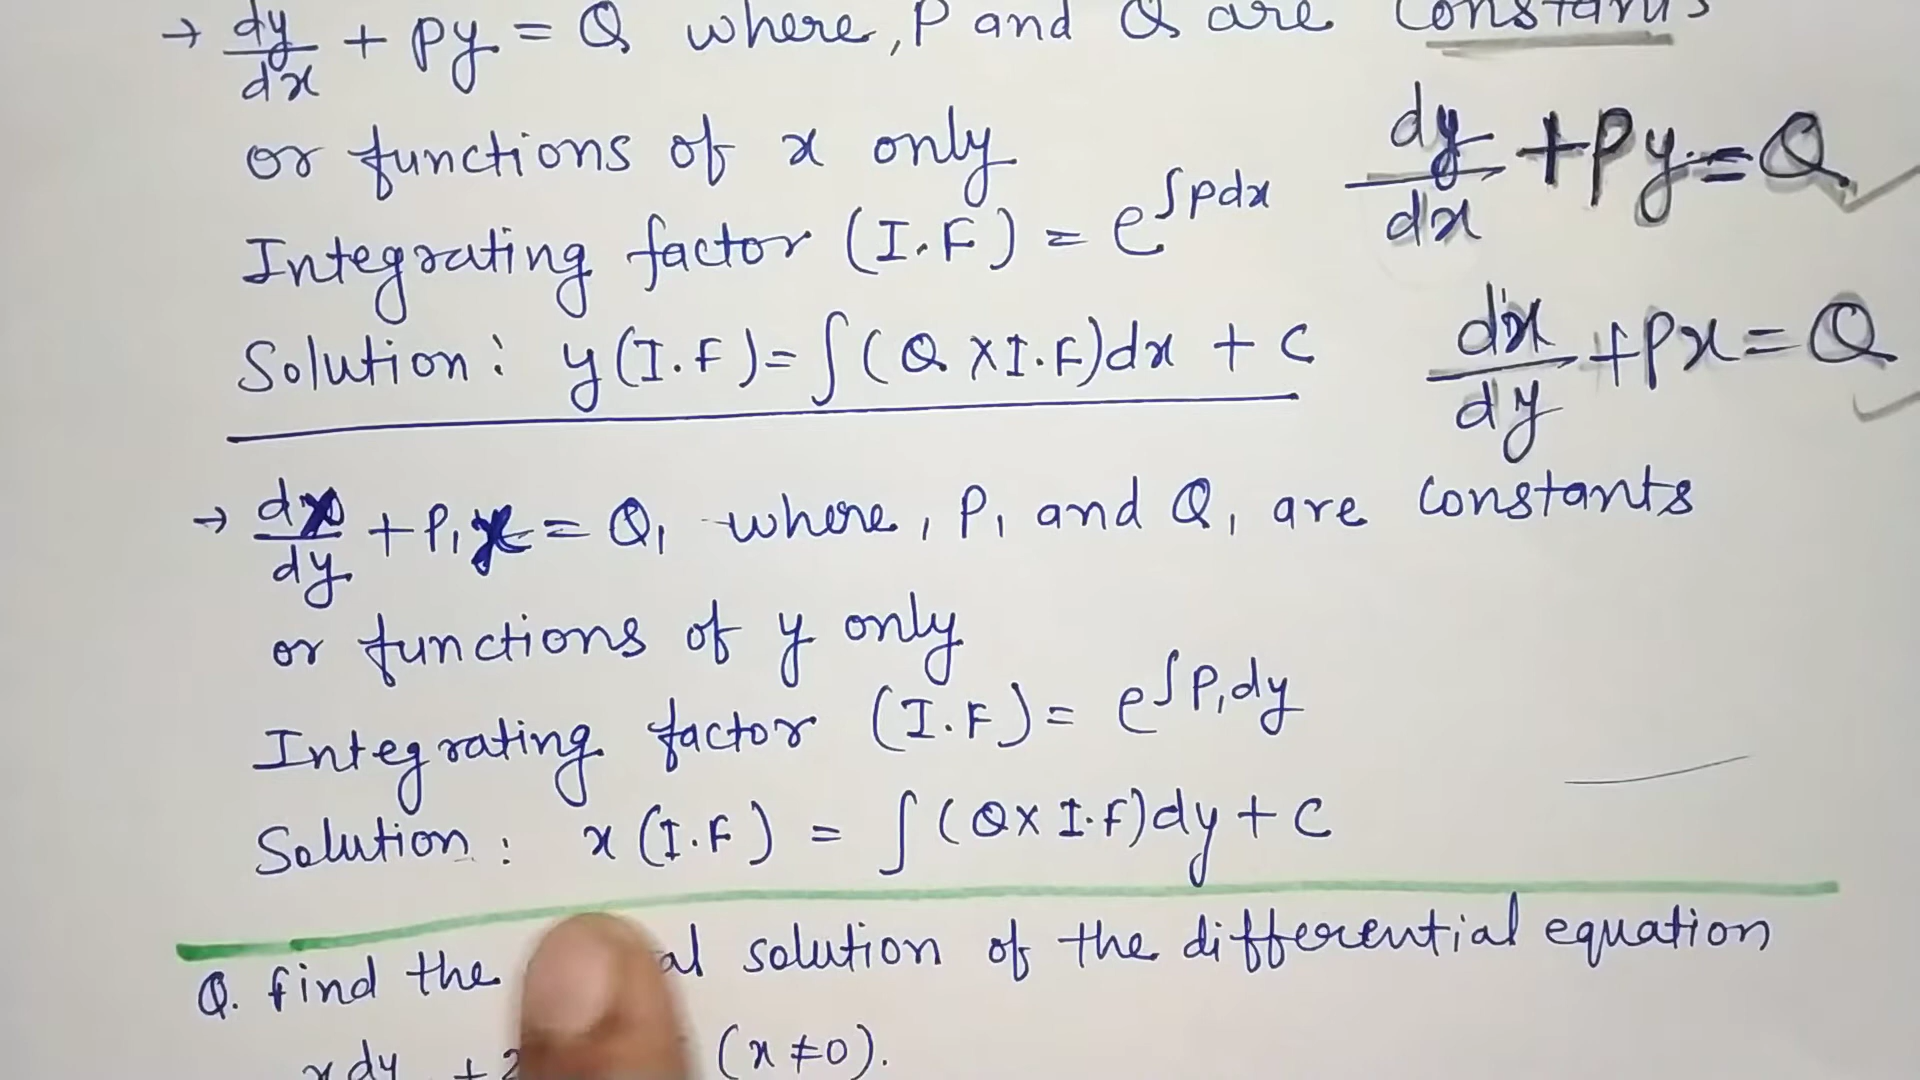 → dy/dx + Py = Q where, P and Q are constants
or functions of x only
Integrating factor (I.F) = e^∫Pdx
Solution: y(I.F) = ∫(Q × I.F)dx + c
dy/dx + Py = Q
dx/dy + Px = Q
→ dx/dy + P₁x = Q₁ where, P₁ and Q₁ are constants
or functions of y only
Integrating factor (I.F) = e^∫P₁dy
Solution: x(I.F) = ∫(Q × I.F)dy + c
Q. find the solution of the differential equation
x dy + 2 (x ≠ 0).